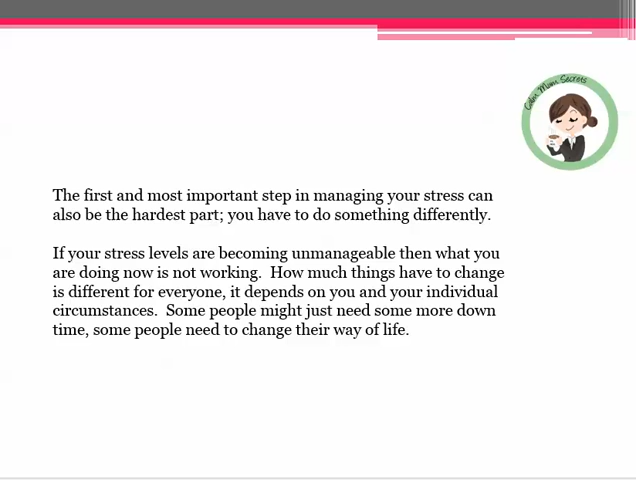 Calm Mum Secrets
The first and most important step in managing your stress can
also be the hardest part; you have to do something differently.
If your stress levels are becoming unmanageable then what you
are doing now is not working.  How much things have to change
is different for everyone, it depends on you and your individual
circumstances.  Some people might just need some more down
time, some people need to change their way of life.